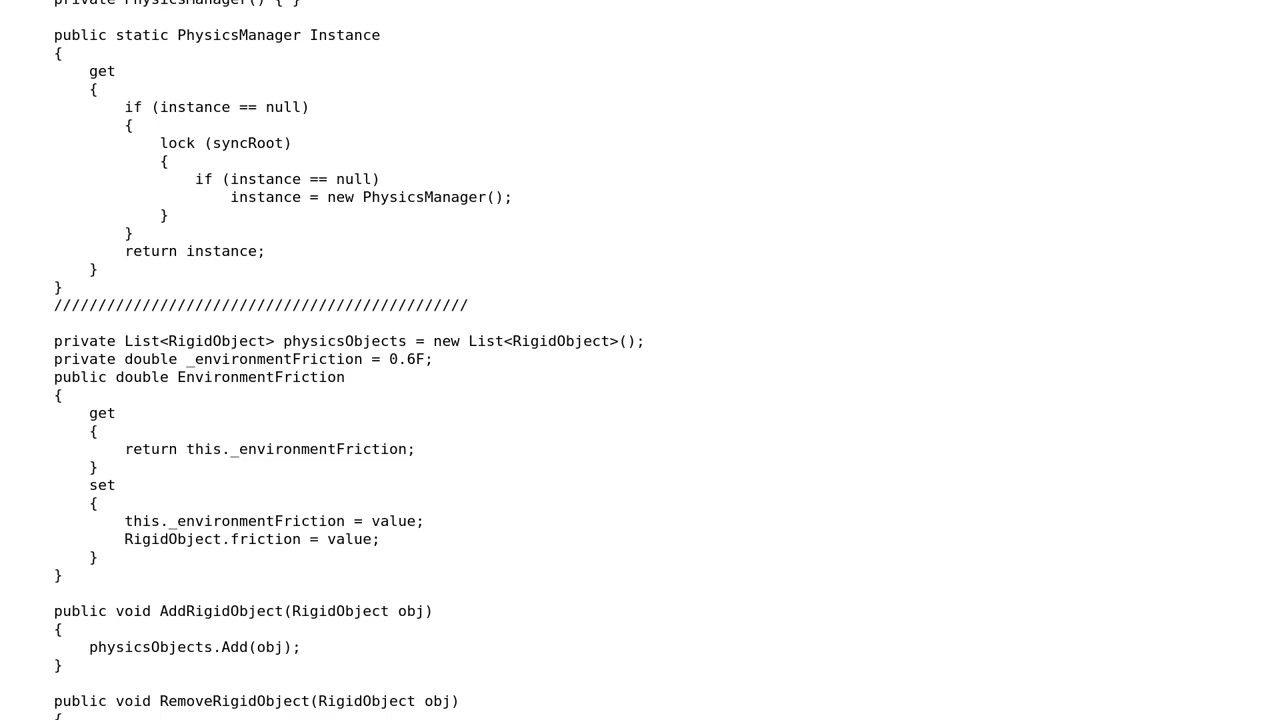 private PhysicsManager() { }

public static PhysicsManager Instance
{
    get
    {
        if (instance == null)
        {
            lock (syncRoot)
            {
                if (instance == null)
                    instance = new PhysicsManager();
            }
        }
        return instance;
    }
}
///////////////////////////////////////////////

private List<RigidObject> physicsObjects = new List<RigidObject>();
private double _environmentFriction = 0.6F;
public double EnvironmentFriction
{
    get
    {
        return this._environmentFriction;
    }
    set
    {
        this._environmentFriction = value;
        RigidObject.friction = value;
    }
}

public void AddRigidObject(RigidObject obj)
{
    physicsObjects.Add(obj);
}

public void RemoveRigidObject(RigidObject obj)
{